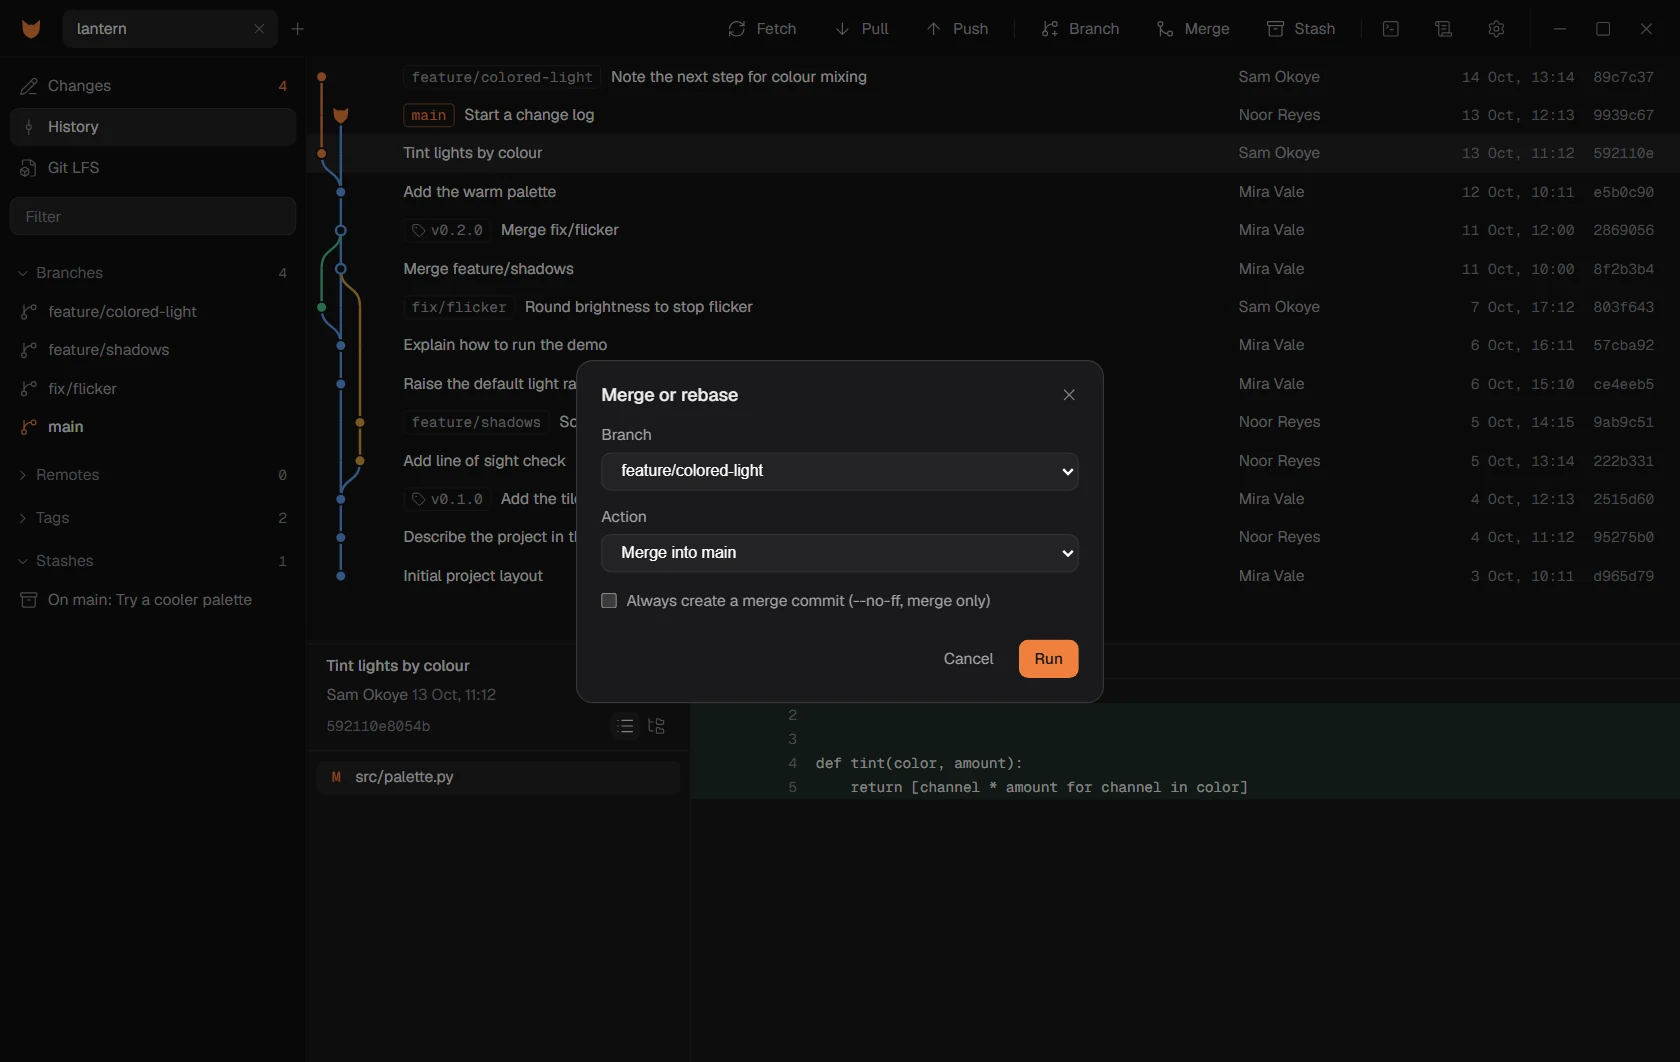 lantern
Fetch Pull Push Branch Merge Stash
Changes 4
History
Git LFS
Filter
Branches 4
feature/colored-light
feature/shadows
fix/flicker
main
Remotes 0
Tags 2
Stashes 1
On main: Try a cooler palette
feature/colored-light Note the next step for colour mixing Sam Okoye 14 Oct, 13:14 89c7c37
main Start a change log Noor Reyes 13 Oct, 12:13 9939c67
Tint lights by colour Sam Okoye 13 Oct, 11:12 592110e
Add the warm palette Mira Vale 12 Oct, 10:11 e5b0c90
v0.2.0 Merge fix/flicker Mira Vale 11 Oct, 12:00 2869056
Merge feature/shadows Mira Vale 11 Oct, 10:00 8f2b3b4
fix/flicker Round brightness to stop flicker Sam Okoye 7 Oct, 17:12 803f643
Explain how to run the demo Mira Vale 6 Oct, 16:11 57cba92
Raise the default light ra Mira Vale 6 Oct, 15:10 ce4eeb5
feature/shadows Sc Noor Reyes 5 Oct, 14:15 9ab9c51
Add line of sight check Noor Reyes 5 Oct, 13:14 222b331
v0.1.0 Add the tile Mira Vale 4 Oct, 12:13 2515d60
Describe the project in th Noor Reyes 4 Oct, 11:12 95275b0
Initial project layout Mira Vale 3 Oct, 10:11 d965d79
Merge or rebase
Branch
feature/colored-light
Action
Merge into main
Always create a merge commit (--no-ff, merge only)
Cancel Run
Tint lights by colour
Sam Okoye 13 Oct, 11:12
592110e8054b
M src/palette.py
2
3
4 def tint(color, amount):
5 return [channel * amount for channel in color]